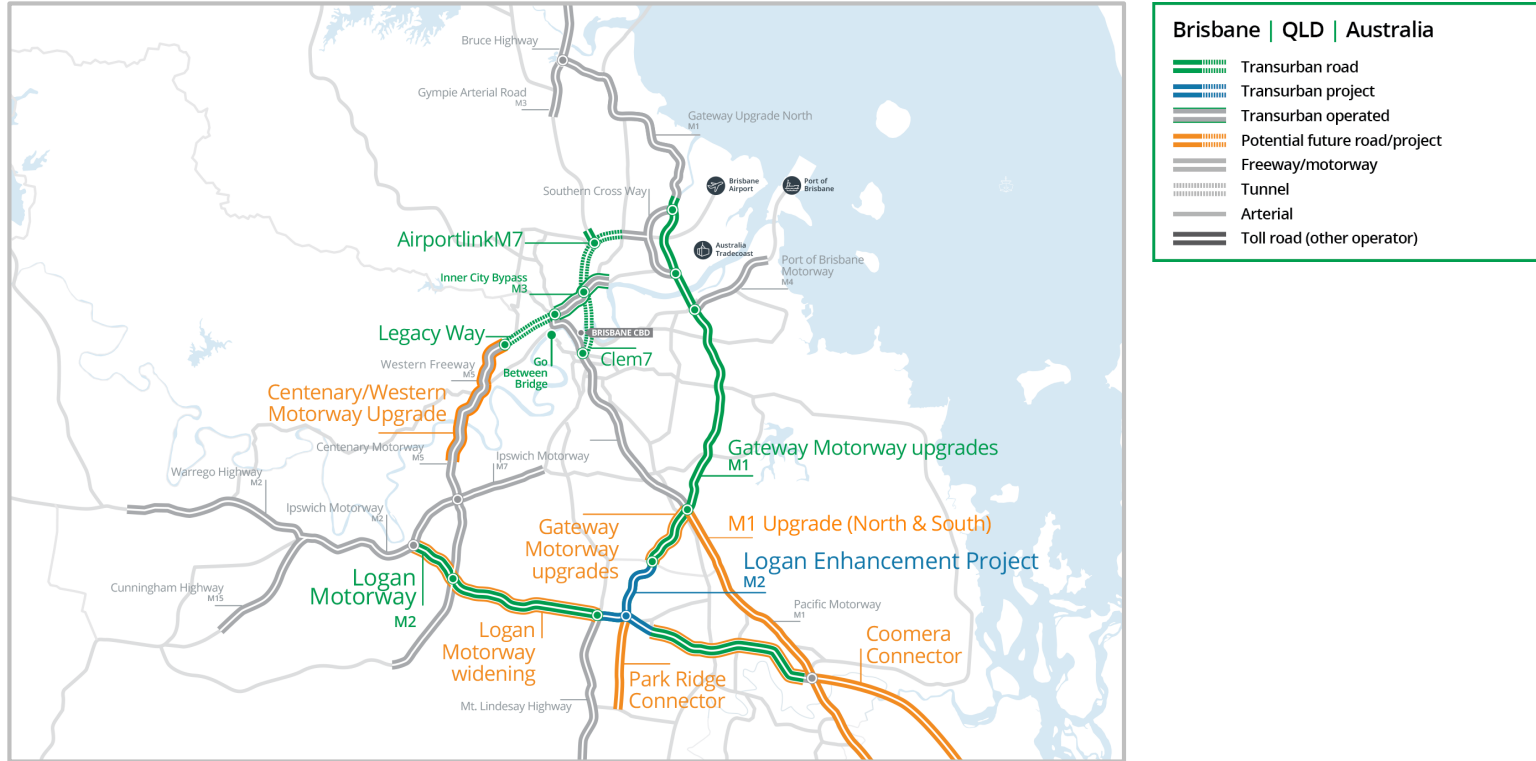 Bruce Highway
Gympie Arterial Road
M3
Gateway Upgrade North
M1
Southern Cross Way
Brisbane
Airport
Port of
Brisbane
AirportlinkM7
Australia
Tradecoast
Port of Brisbane
Motorway
M4
Inner City Bypass
M3
Legacy Way
BRISBANE CBD
Western Freeway
M5
Go
Between
Bridge
Clem7
Centenary/Western
Motorway Upgrade
Centenary Motorway
M5
Ipswich Motorway
M7
Gateway Motorway upgrades
M1
Warrego Highway
M2
Ipswich Motorway
M2
Gateway
Motorway
upgrades
M1 Upgrade (North & South)
Logan Enhancement Project
M2
Cunningham Highway
M15
Logan
Motorway
M2
Pacific Motorway
M1
Logan
Motorway
widening
Coomera
Connector
Park Ridge
Connector
Mt. Lindesay Highway
Brisbane | QLD | Australia
Transurban road
Transurban project
Transurban operated
Potential future road/project
Freeway/motorway
Tunnel
Arterial
Toll road (other operator)